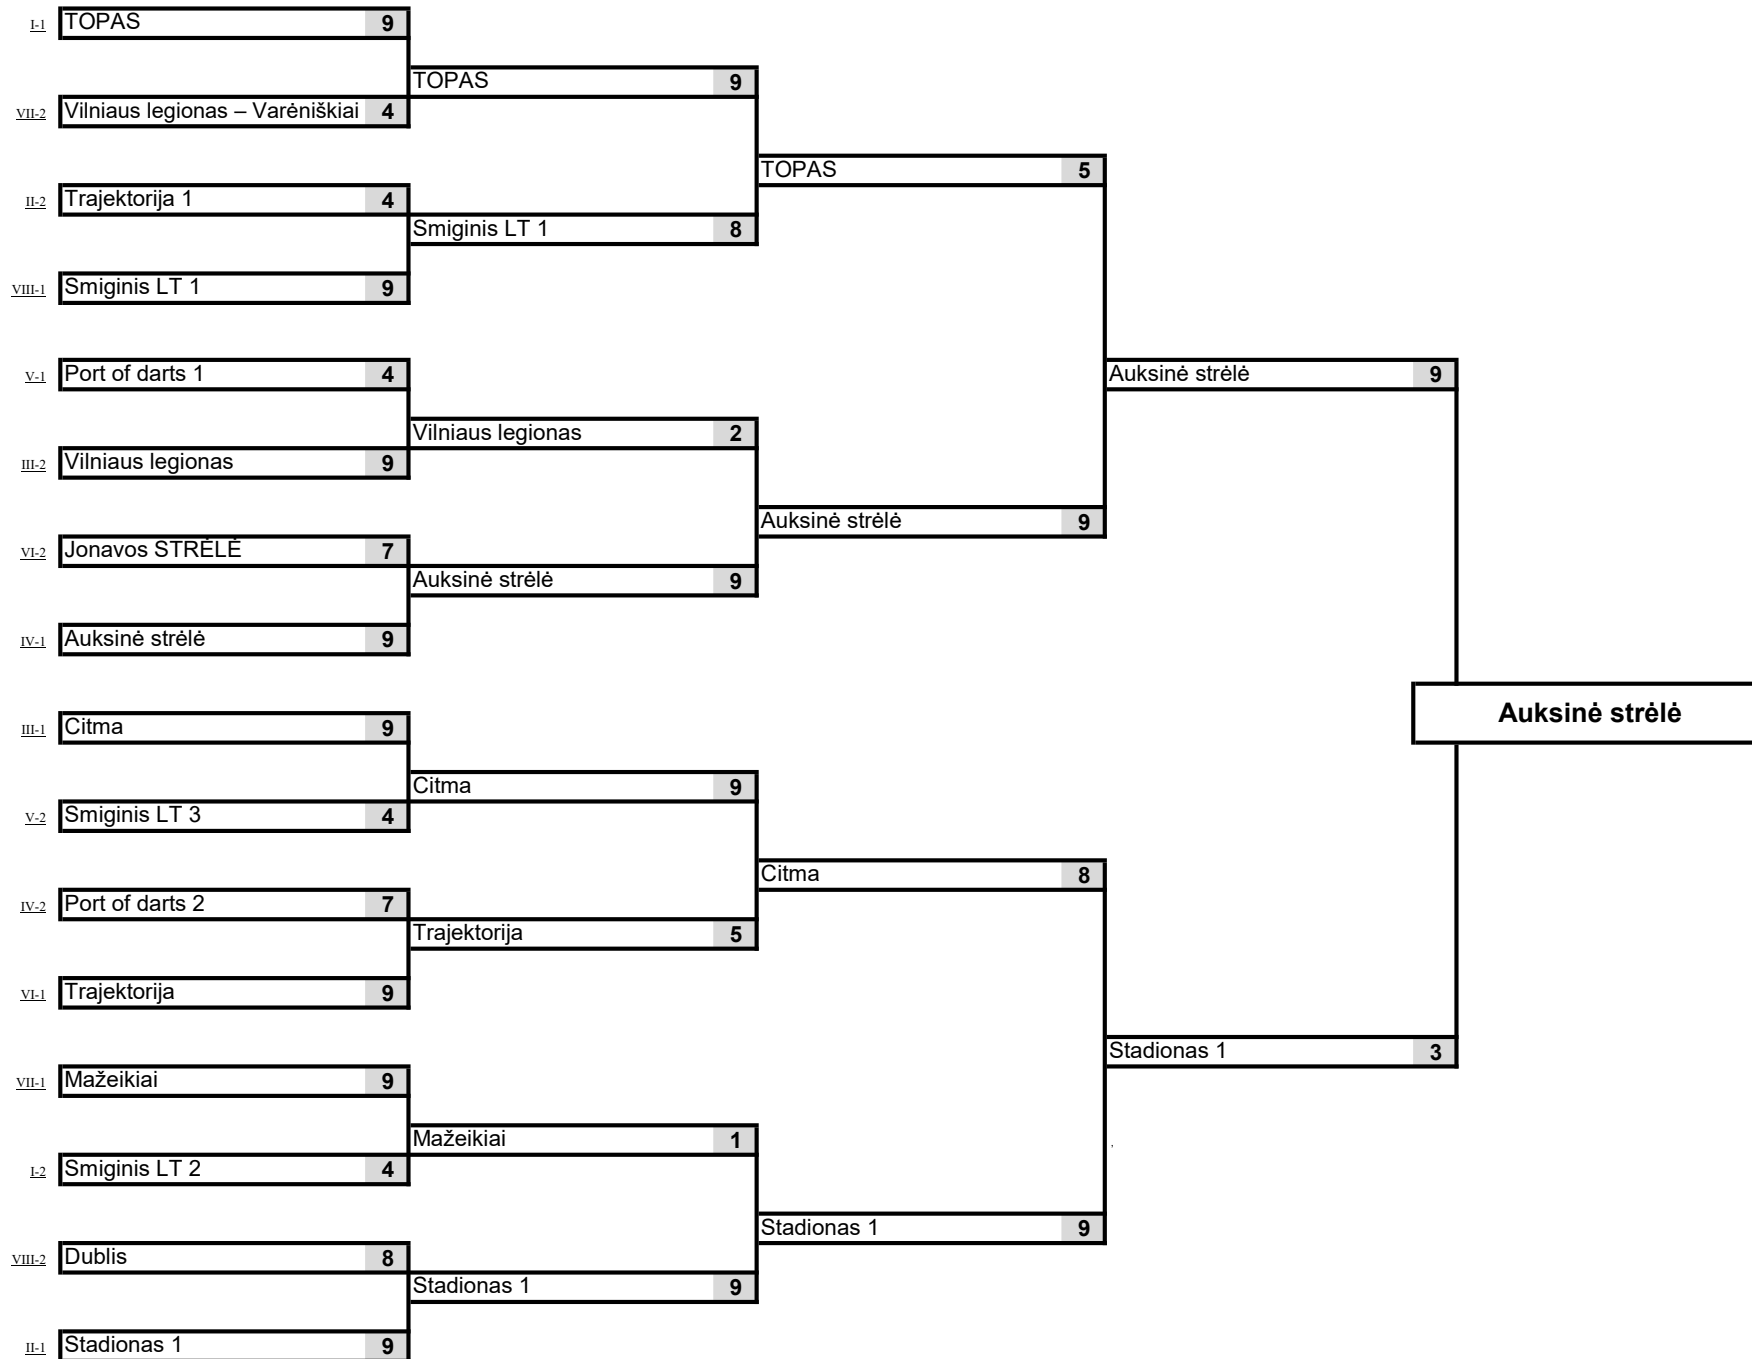 I-1 TOPAS 9
TOPAS 9
VII-2 Vilniaus legionas – Varėniškiai 4
TOPAS 5
II-2 Trajektorija 1 4
Smiginis LT 1 8
VIII-1 Smiginis LT 1 9
V-1 Port of darts 1 4
Auksinė strėlė 9
Vilniaus legionas 2
III-2 Vilniaus legionas 9
Auksinė strėlė 9
VI-2 Jonavos STRĖLĖ 7
Auksinė strėlė 9
IV-1 Auksinė strėlė 9
Auksinė strėlė
III-1 Citma 9
Citma 9
V-2 Smiginis LT 3 4
Citma 8
IV-2 Port of darts 2 7
Trajektorija 5
VI-1 Trajektorija 9
Stadionas 1 3
VII-1 Mažeikiai 9
Mažeikiai 1
I-2 Smiginis LT 2 4
Stadionas 1 9
VIII-2 Dublis 8
Stadionas 1 9
II-1 Stadionas 1 9